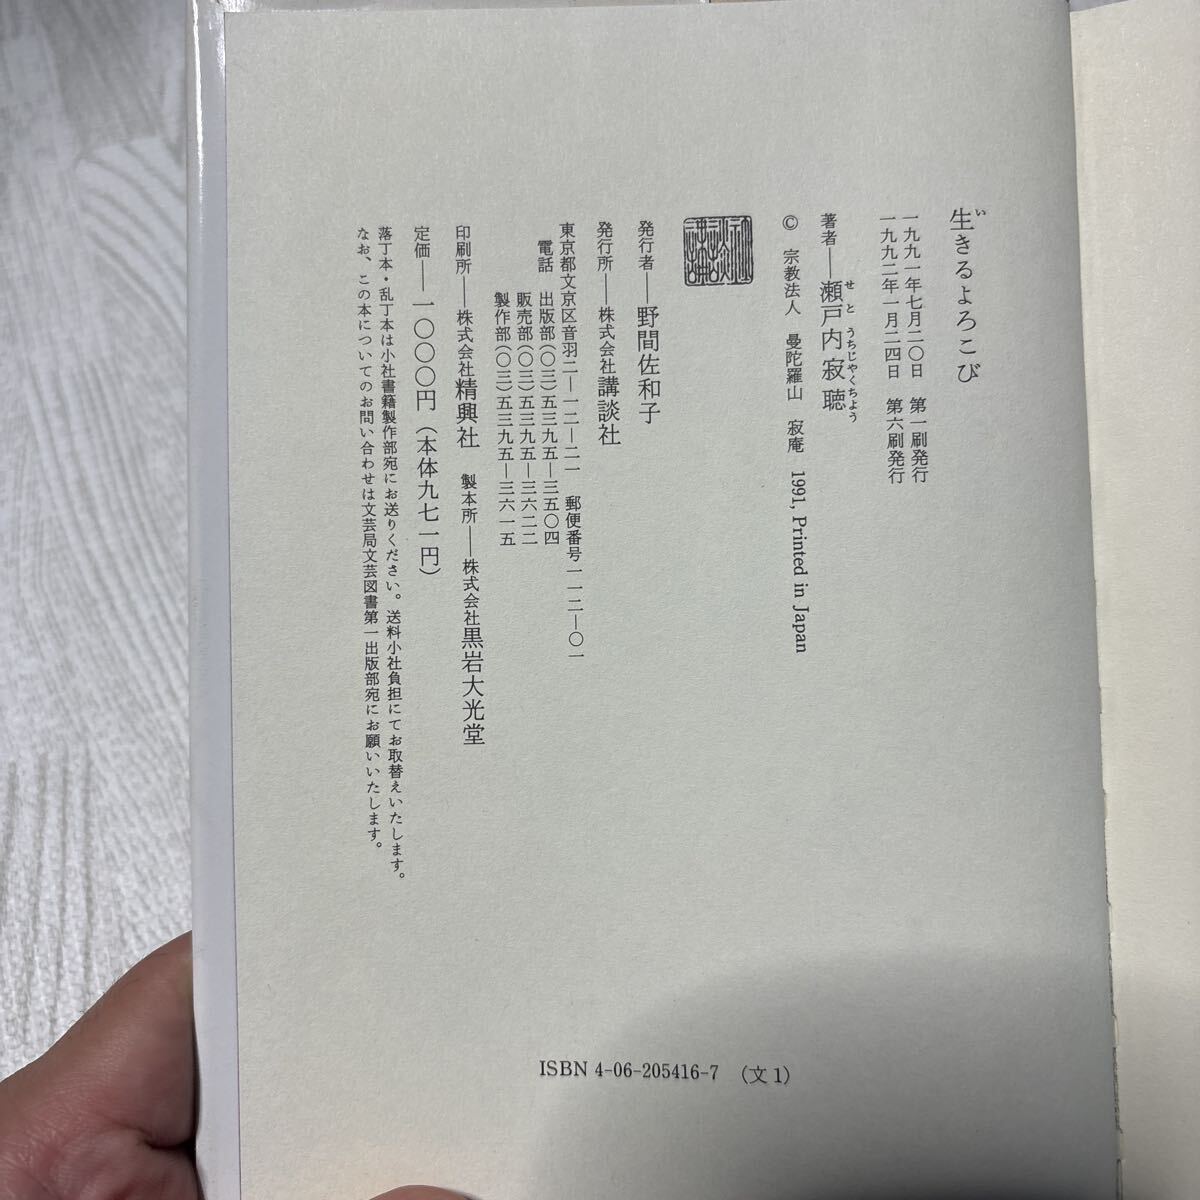 生きるよろこび
一九九一年七月二〇日　第一刷発行
一九九二年一月二四日　第六刷発行
著者——瀬戸内寂聴
© 宗教法人　曼陀羅山　寂庵　1991, Printed in Japan
発行者——野間佐和子
発行所——株式会社講談社
東京都文京区音羽二—一二—二一　郵便番号一一二—〇一
電話　出版部（〇三）五三九五—三五〇四
販売部（〇三）五三九五—三六二二
製作部（〇三）五三九五—三六一五
印刷所——株式会社精興社　製本所——株式会社黒岩大光堂
定価——一〇〇〇円（本体九七一円）
落丁本・乱丁本は小社書籍製作部宛にお送りください。送料小社負担にてお取替えいたします。
なお、この本についてのお問い合わせは文芸局文芸図書第一出版部宛にお願いいたします。
ISBN 4-06-205416-7　（文1）